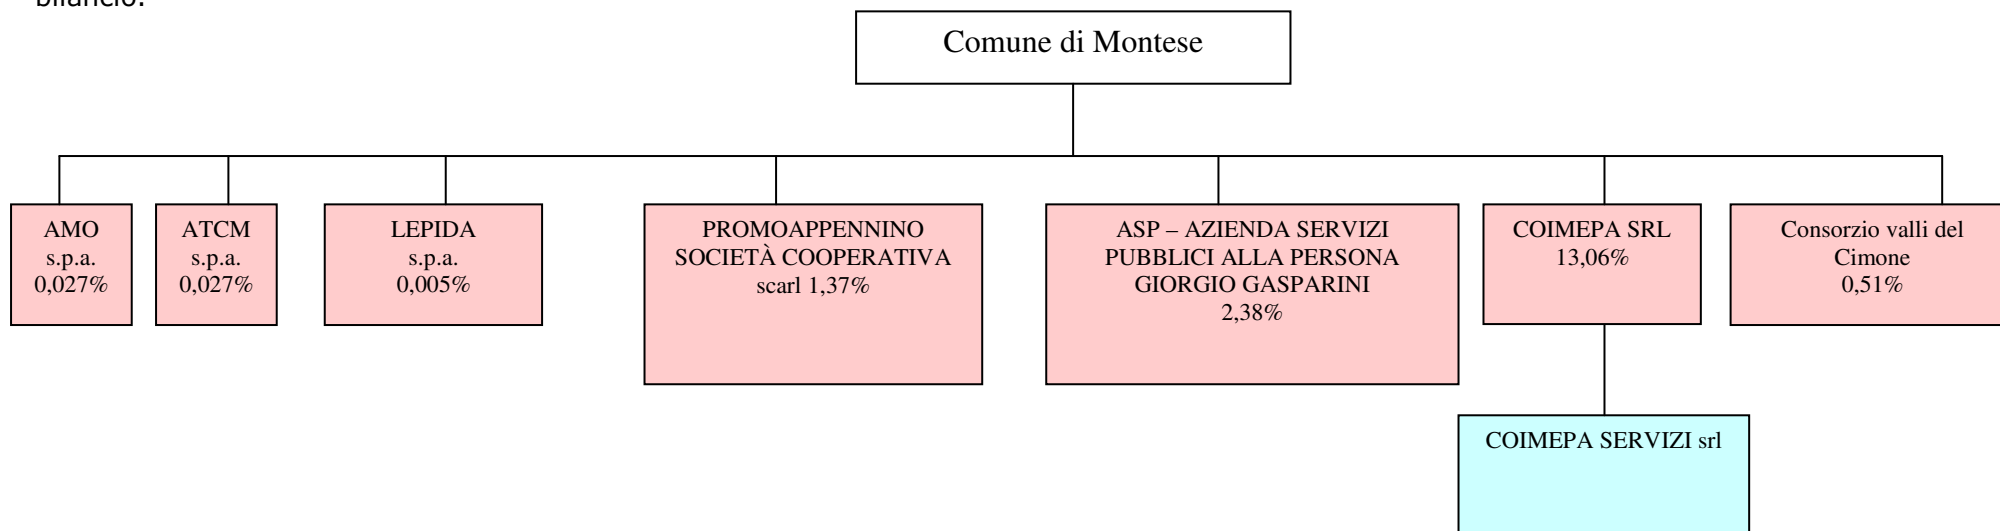 bilancio.
Comune di Montese
AMO
s.p.a.
0,027%
ATCM
s.p.a.
0,027%
LEPIDA
s.p.a.
0,005%
PROMOAPPENNINO
SOCIETÀ COOPERATIVA
scarl 1,37%
ASP – AZIENDA SERVIZI
PUBBLICI ALLA PERSONA
GIORGIO GASPARINI
2,38%
COIMEPA SRL
13,06%
Consorzio valli del
Cimone
0,51%
COIMEPA SERVIZI srl